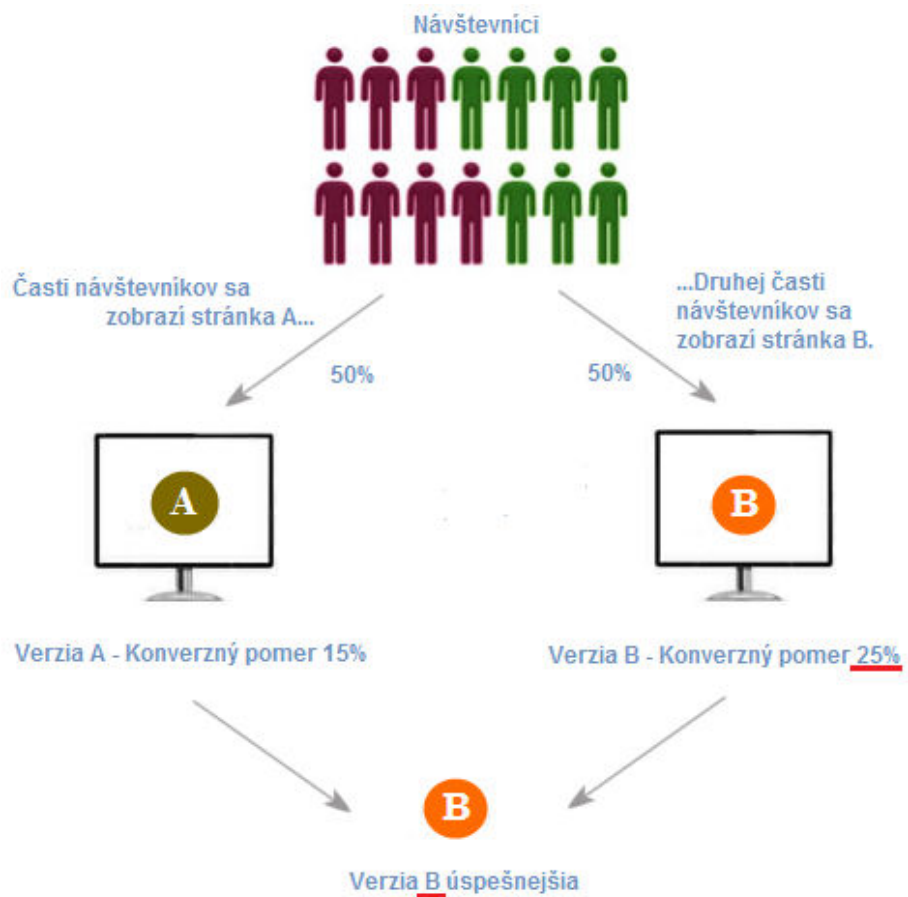 Návštevníci
Časti návštevníkov sa
zobrazí stránka A...
...Druhej časti
návštevníkov sa
zobrazí stránka B.
50%
50%
A
B
Verzia A - Konverzný pomer 15%
Verzia B - Konverzný pomer 25%
B
Verzia B úspešnejšia